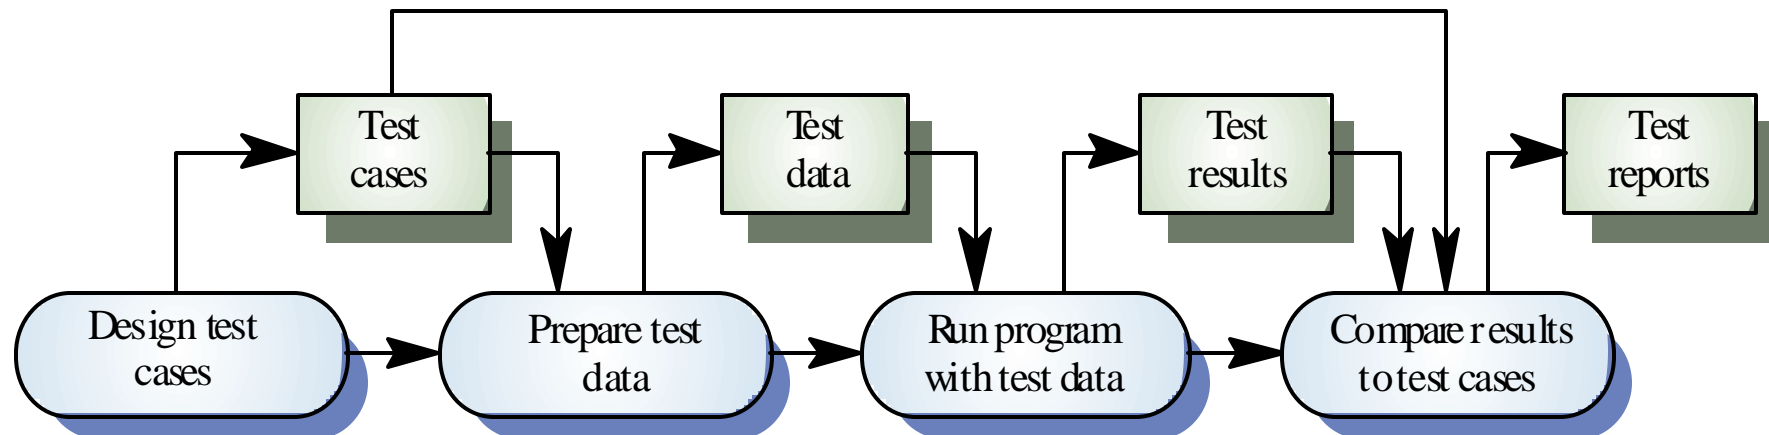 Test
cases
Test
data
Test
results
Test
reports
Design test
cases
Prepare test
data
Run program
with test data
Compare results
to test cases